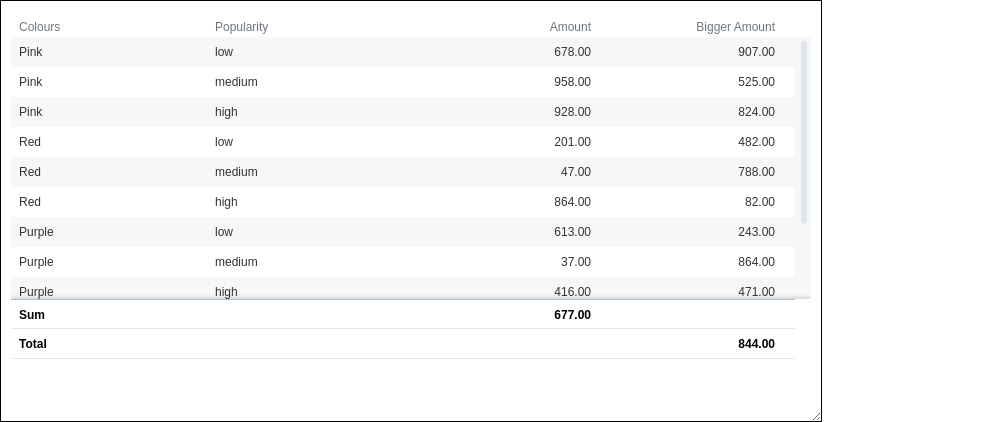 Colours Popularity Amount Bigger Amount
Pink low 678.00 907.00
Pink medium 958.00 525.00
Pink high 928.00 824.00
Red low 201.00 482.00
Red medium 47.00 788.00
Red high 864.00 82.00
Purple low 613.00 243.00
Purple medium 37.00 864.00
Purple high 416.00 471.00
Sum 677.00
Total 844.00